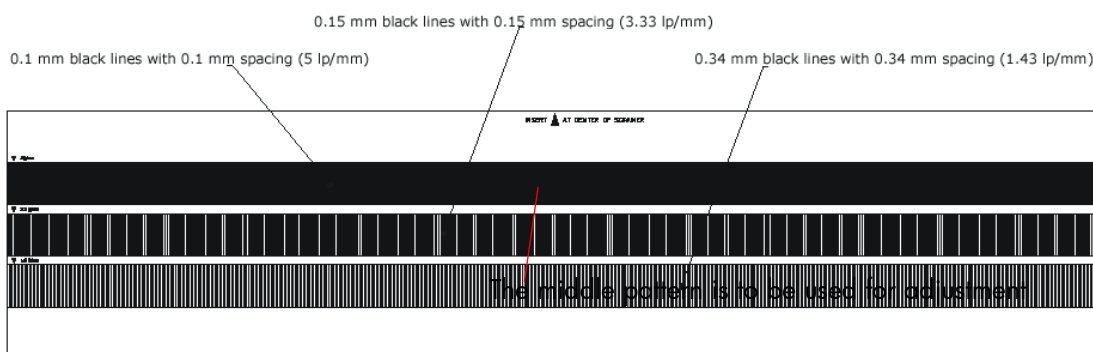 0.15 mm black lines with 0.15 mm spacing (3.33 lp/mm)
0.1 mm black lines with 0.1 mm spacing (5 lp/mm)
0.34 mm black lines with 0.34 mm spacing (1.43 lp/mm)
INSERT AT CENTER OF SCANNER
The middle pattern is to be used for adjustment